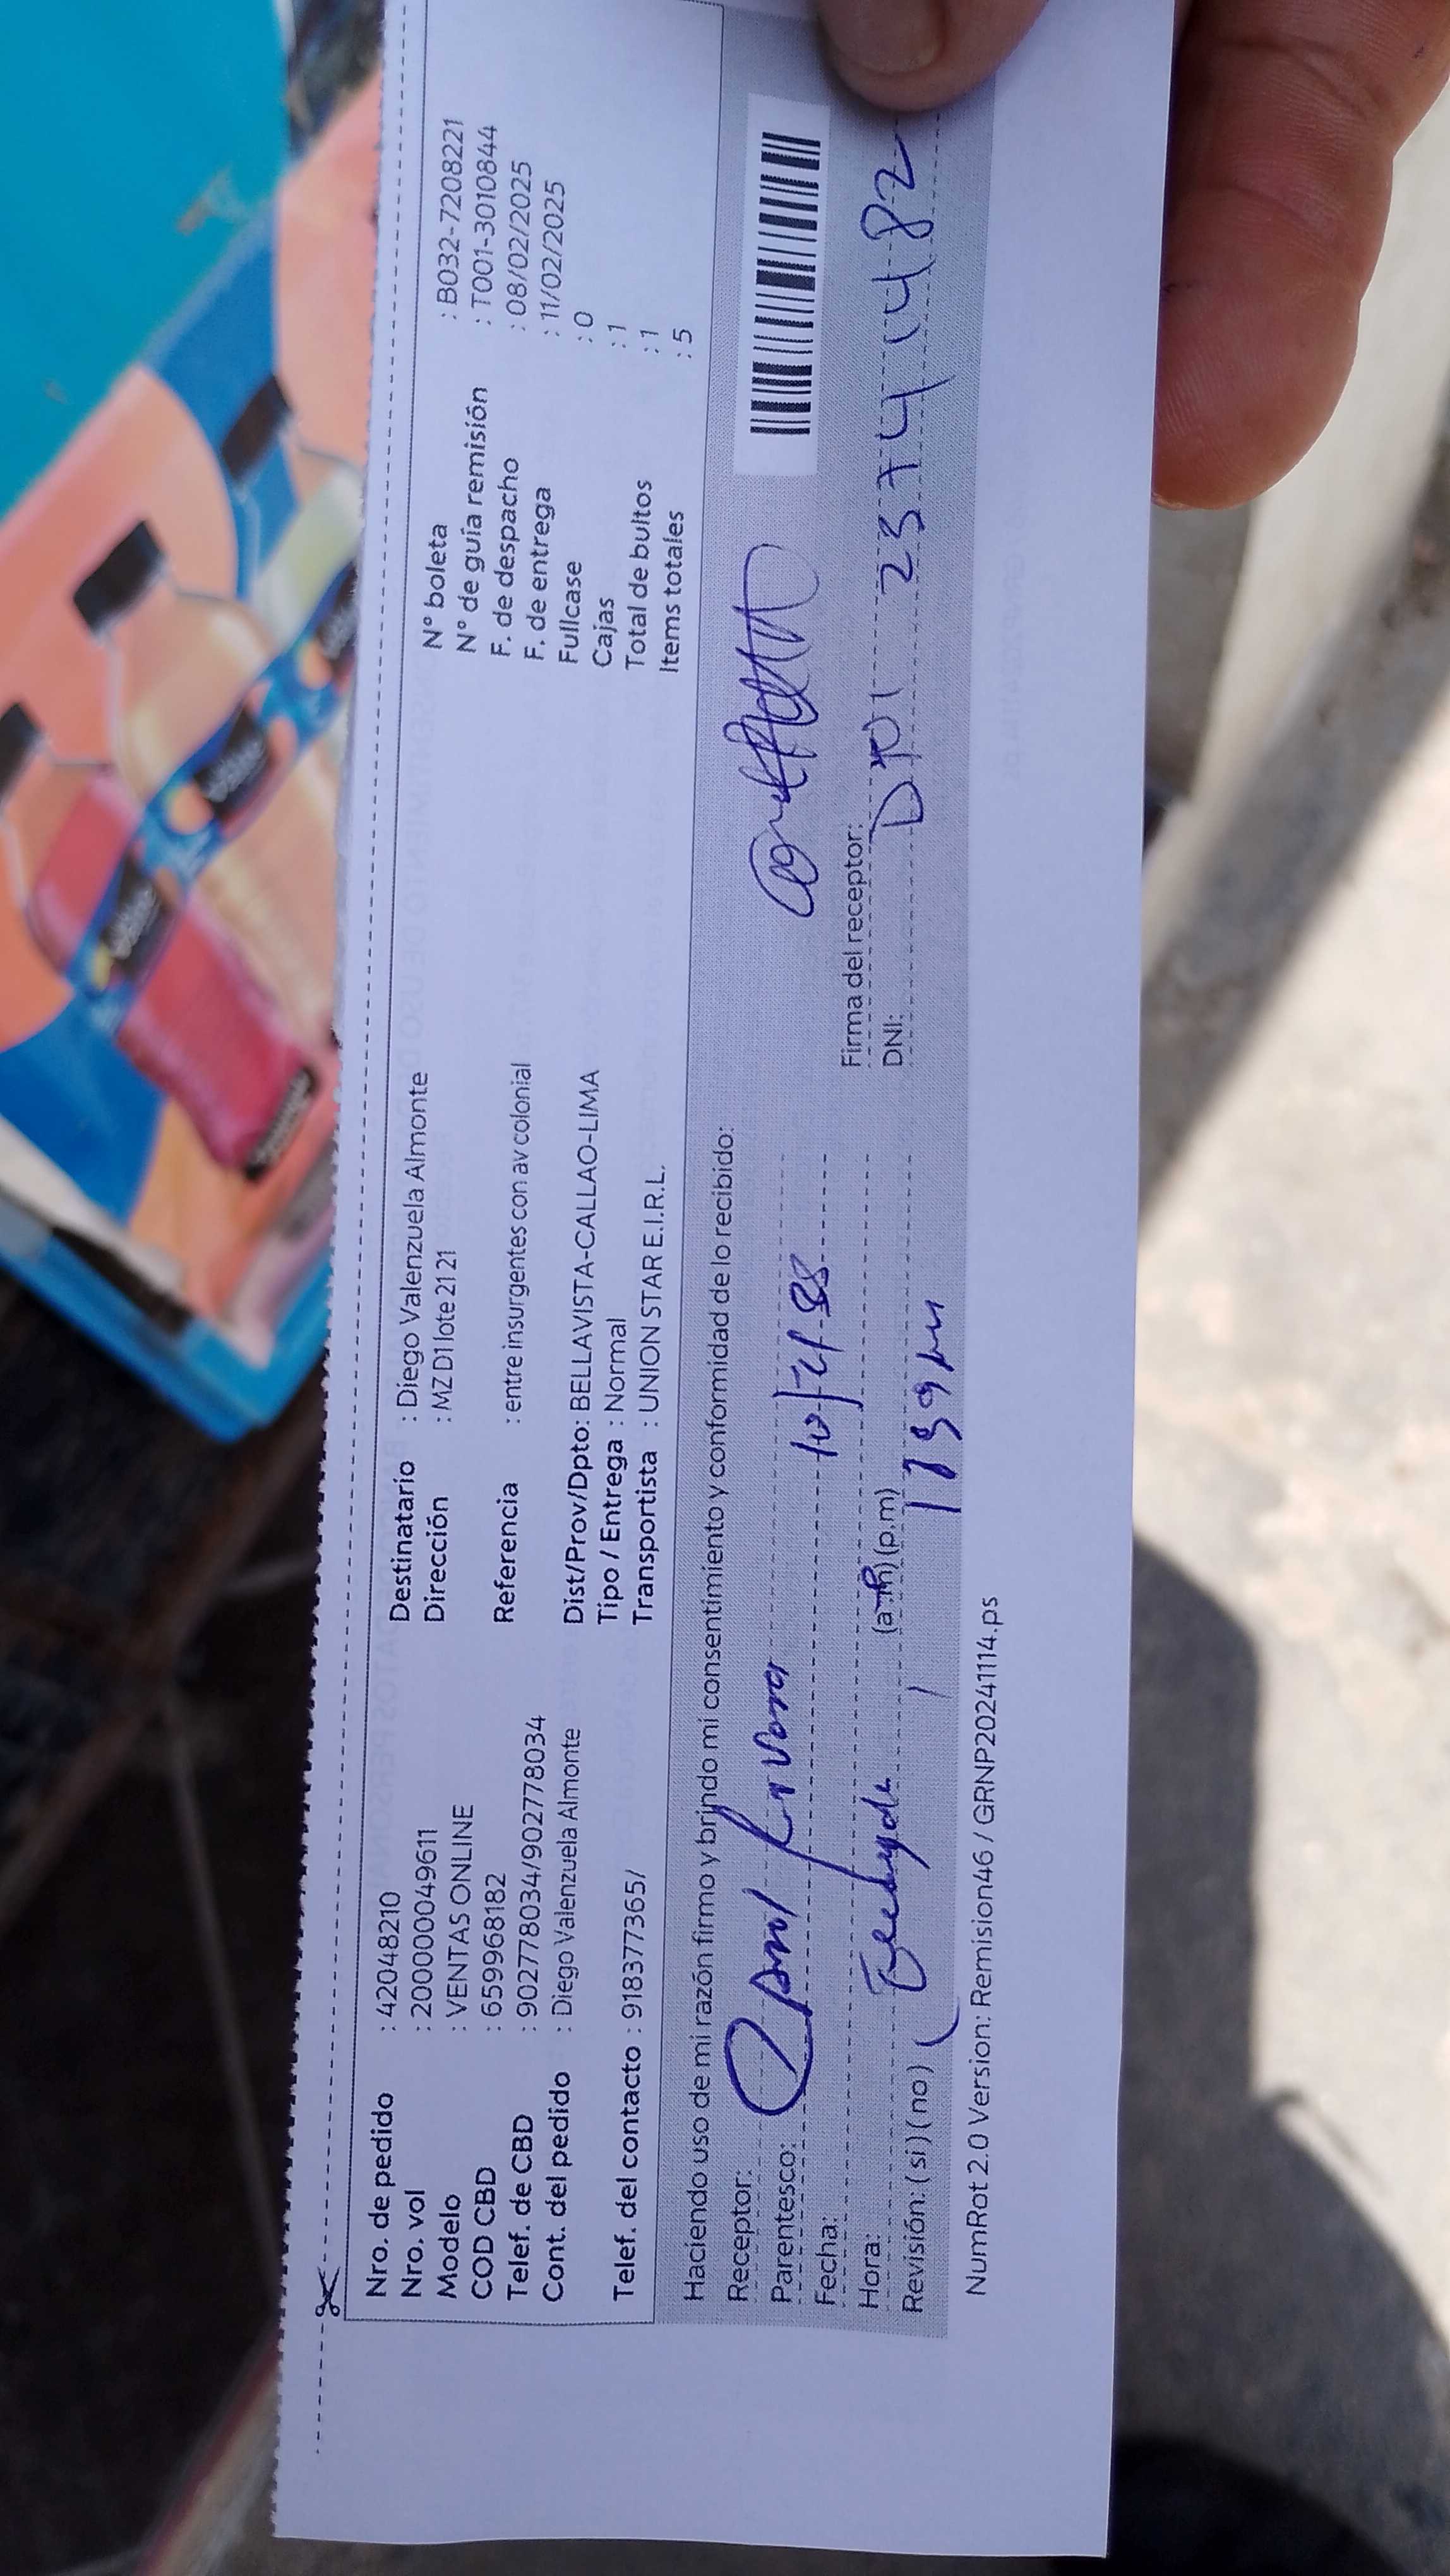 Nro. de pedido : 42048210
Nro. vol : 200000049611
Modelo : VENTAS ONLINE
COD CBD : 659968182
Telef. de CBD : 902778034/902778034
Cont. del pedido : Diego Valenzuela Almonte
Telef. del contacto : 918377365/
Destinatario : Diego Valenzuela Almonte
Dirección : MZ D1 lote 21 21
Referencia : entre insurgentes con av colonial
Dist/Prov/Dpto: BELLAVISTA-CALLAO-LIMA
Tipo / Entrega : Normal
Transportista : UNION STAR E.I.R.L.
N° boleta : B032-7208221
N° de guía remisión : T001-3010844
F. de despacho : 08/02/2025
F. de entrega : 11/02/2025
Fullcase : 0
Cajas : 1
Total de bultos : 1
Items totales : 5
Haciendo uso de mi razón firmo y brindo mi consentimiento y conformidad de lo recibido:
Receptor:
Parentesco:
Fecha:
Hora: (a.m) (p.m)
Revisión: ( si ) ( no )
Firma del receptor:
DNI:
NumRot 2.0 Version: Remision46 / GRNP20241114.ps